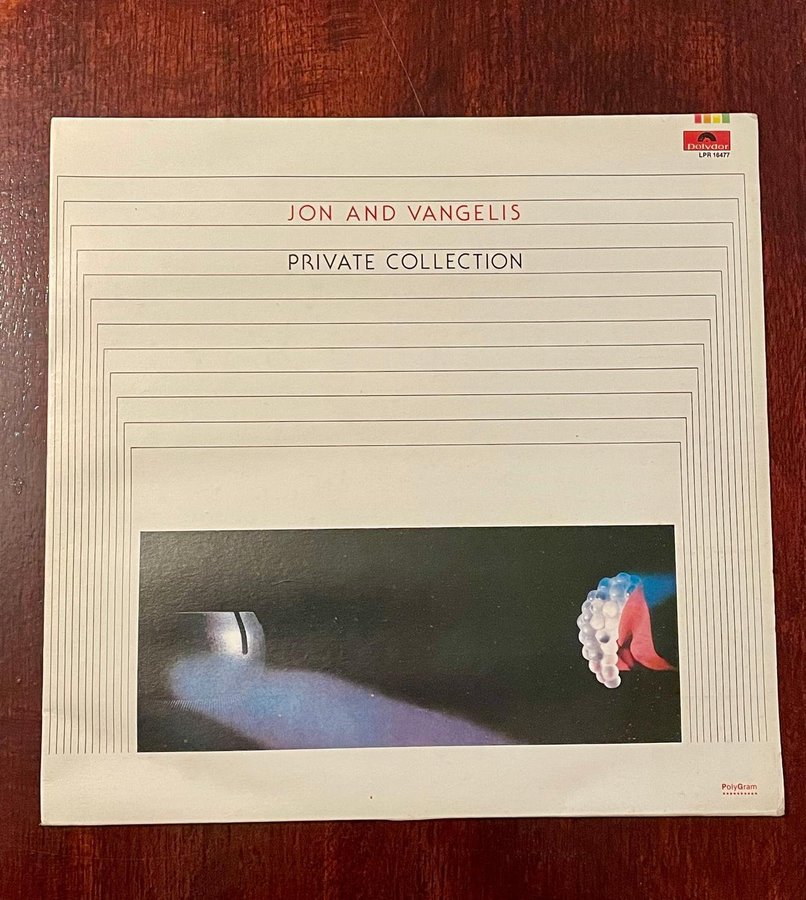 Polydor
LPR 16477
JON AND VANGELIS
PRIVATE COLLECTION
PolyGram